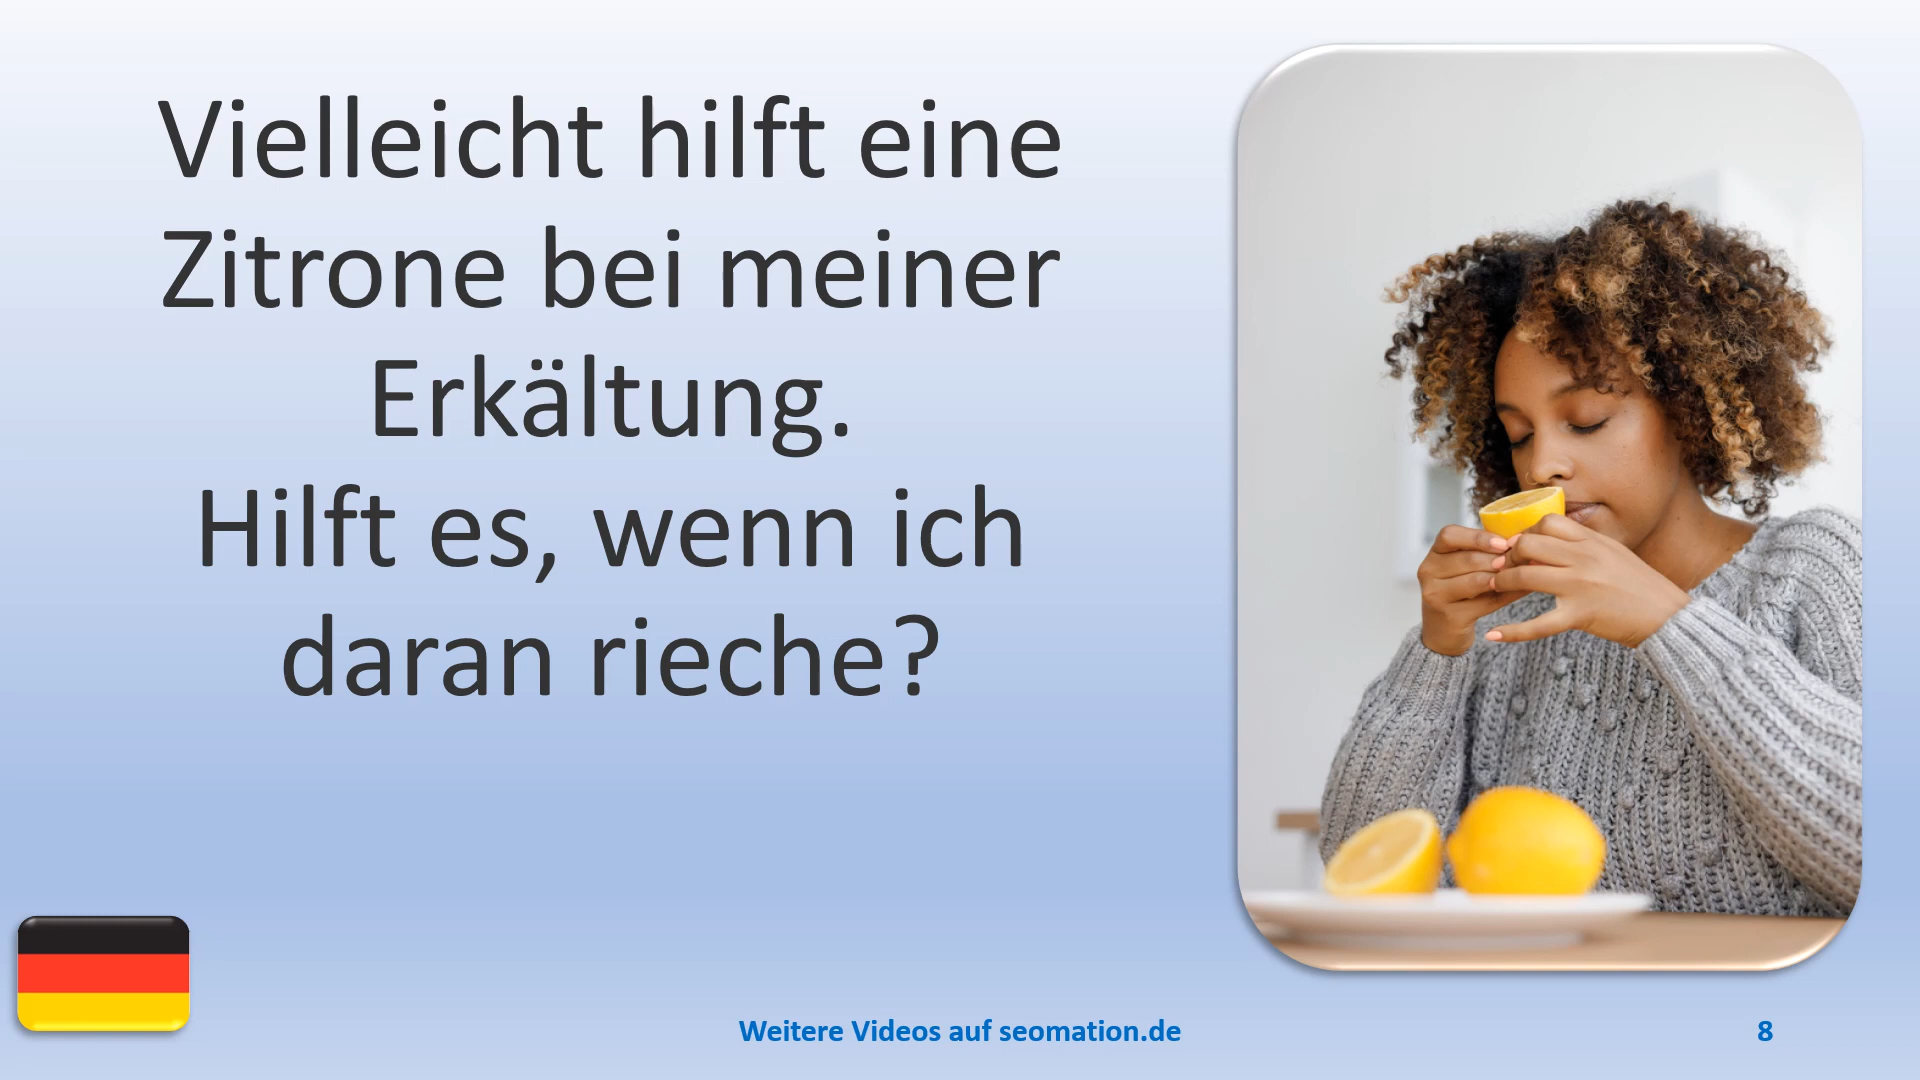 Vielleicht hilft eine
Zitrone bei meiner
Erkältung.
Hilft es, wenn ich
daran rieche?
Weitere Videos auf seomation.de
8